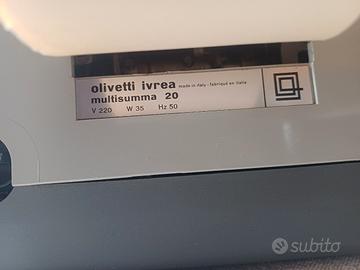 olivetti ivrea made in italy - fabriqué en italie
multisumma 20
V 220 W 35 Hz 50
subito